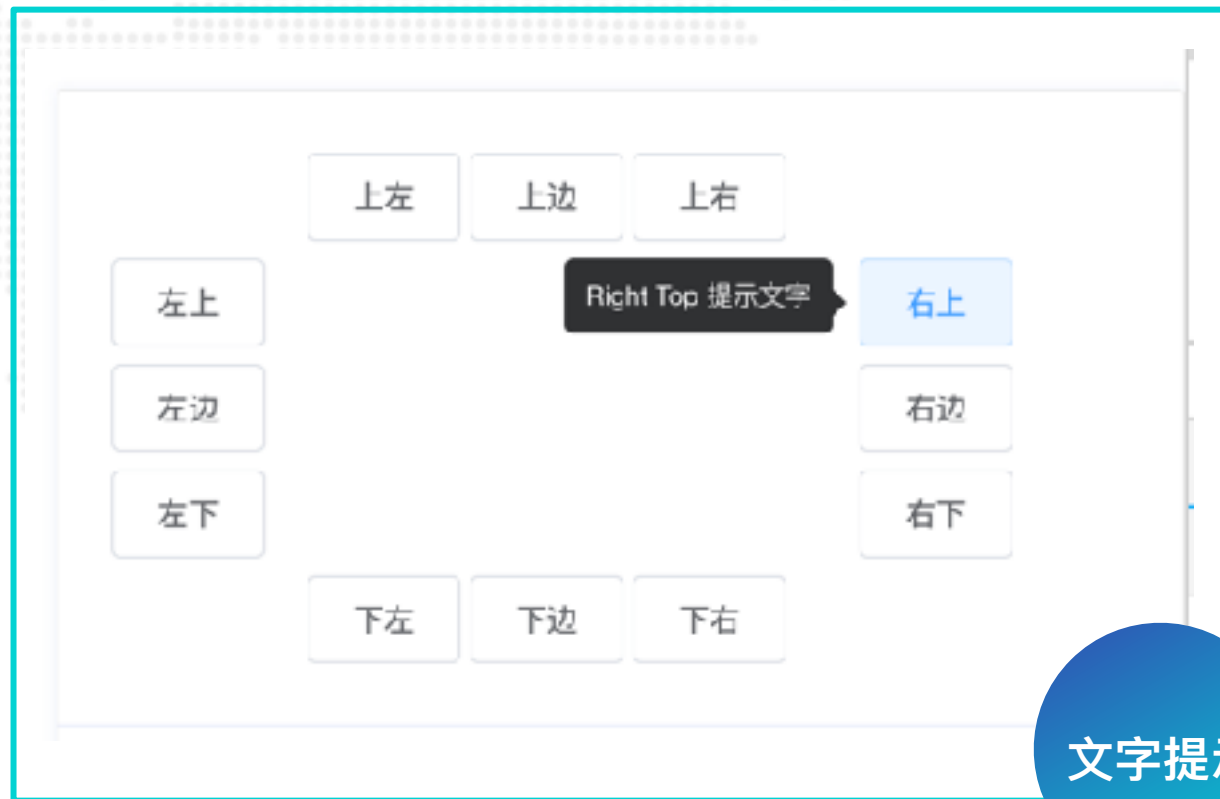 上左 上边 上右
左上 Right Top 提示文字 右上
左边 右边
左下 右下
下左 下边 下右
文字提